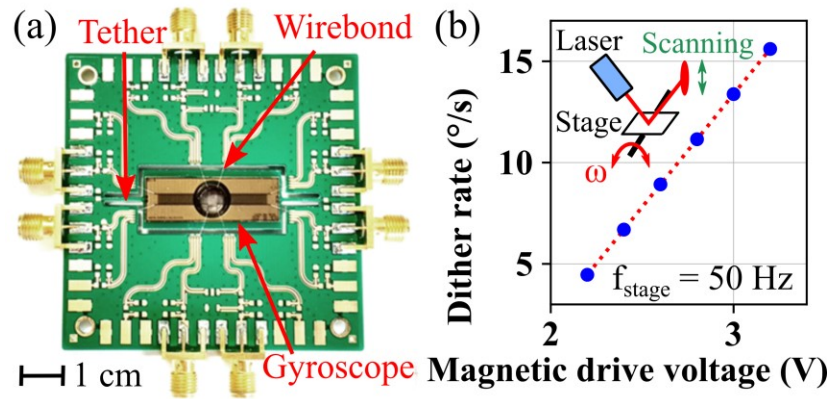 (a)
Tether
Wirebond
Gyroscope
1 cm
(b)
Dither rate (°/s)
15
10
5
Laser
Scanning
Stage
ω
f_stage = 50 Hz
2
3
Magnetic drive voltage (V)